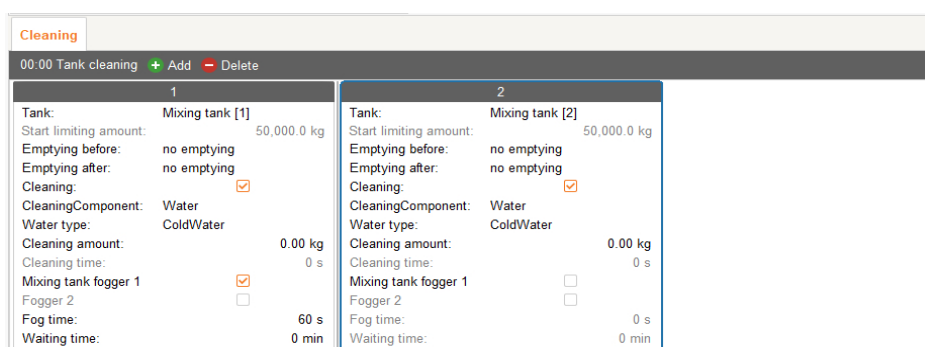 Cleaning
00:00 Tank cleaning Add Delete
1
Tank: Mixing tank [1]
Start limiting amount: 50,000.0 kg
Emptying before: no emptying
Emptying after: no emptying
Cleaning:
CleaningComponent: Water
Water type: ColdWater
Cleaning amount: 0.00 kg
Cleaning time: 0 s
Mixing tank fogger 1
Fogger 2
Fog time: 60 s
Waiting time: 0 min
2
Tank: Mixing tank [2]
Start limiting amount: 50,000.0 kg
Emptying before: no emptying
Emptying after: no emptying
Cleaning:
CleaningComponent: Water
Water type: ColdWater
Cleaning amount: 0.00 kg
Cleaning time: 0 s
Mixing tank fogger 1
Fogger 2
Fog time: 0 s
Waiting time: 0 min